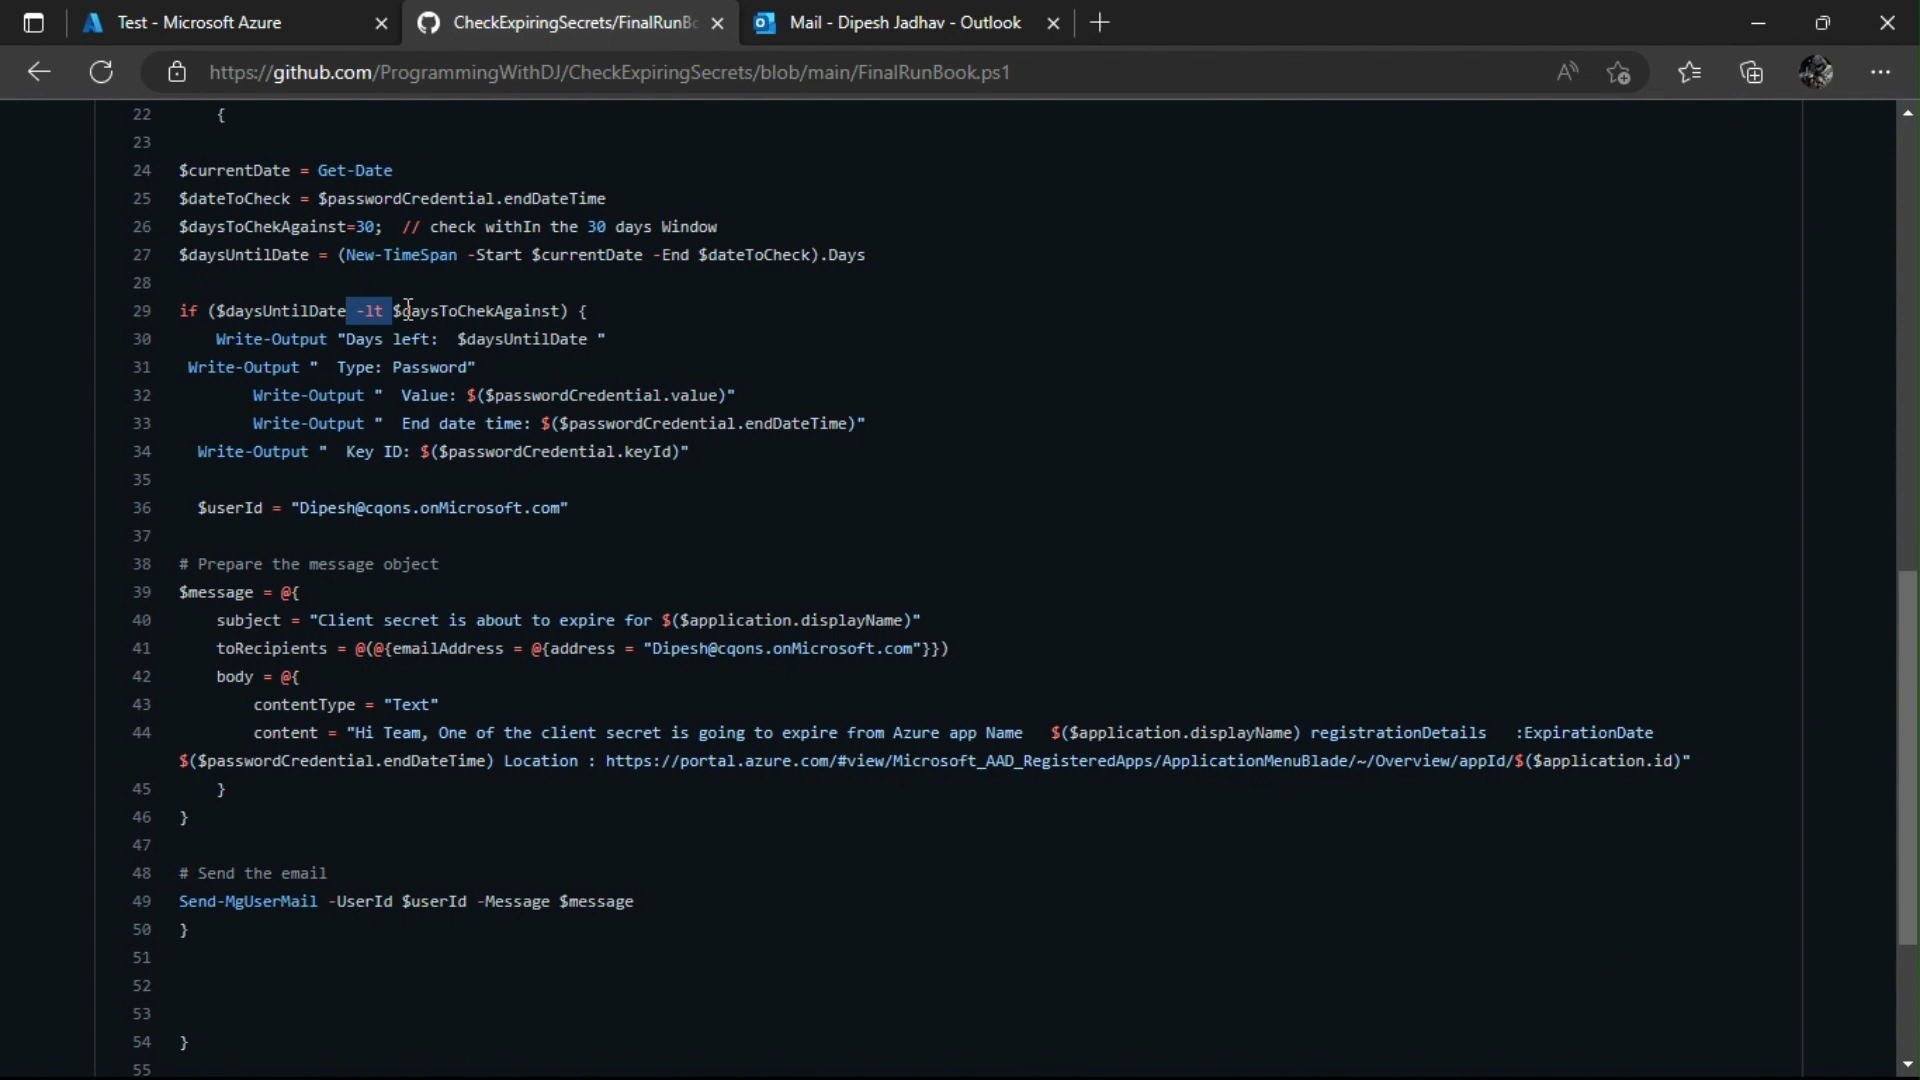 Test - Microsoft Azure
CheckExpiringSecrets/FinalRunBo
Mail - Dipesh Jadhav - Outlook
https://github.com/ProgrammingWithDJ/CheckExpiringSecrets/blob/main/FinalRunBook.ps1
22 {
23
24 $currentDate = Get-Date
25 $dateToCheck = $passwordCredential.endDateTime
26 $daysToChekAgainst=30; // check withIn the 30 days Window
27 $daysUntilDate = (New-TimeSpan -Start $currentDate -End $dateToCheck).Days
28
29 if ($daysUntilDate -lt $daysToChekAgainst) {
30 Write-Output "Days left: $daysUntilDate "
31 Write-Output " Type: Password"
32 Write-Output " Value: $($passwordCredential.value)"
33 Write-Output " End date time: $($passwordCredential.endDateTime)"
34 Write-Output " Key ID: $($passwordCredential.keyId)"
35
36 $userId = "Dipesh@cqons.onMicrosoft.com"
37
38 # Prepare the message object
39 $message = @{
40 subject = "Client secret is about to expire for $($application.displayName)"
41 toRecipients = @(@{emailAddress = @{address = "Dipesh@cqons.onMicrosoft.com"}})
42 body = @{
43 contentType = "Text"
44 content = "Hi Team, One of the client secret is going to expire from Azure app Name $($application.displayName) registrationDetails :ExpirationDate
$($passwordCredential.endDateTime) Location : https://portal.azure.com/#view/Microsoft_AAD_RegisteredApps/ApplicationMenuBlade/~/Overview/appId/$($application.id)"
45 }
46 }
47
48 # Send the email
49 Send-MgUserMail -UserId $userId -Message $message
50 }
51
52
53
54 }
55